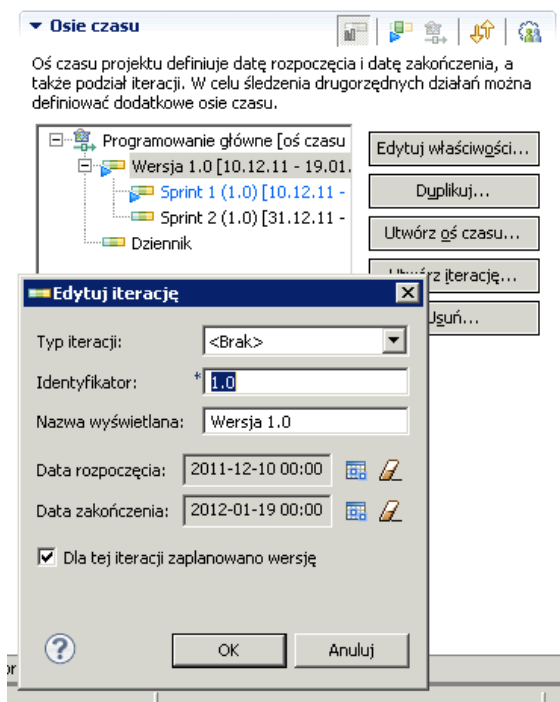 Osie czasu
Oś czasu projektu definiuje datę rozpoczęcia i datę zakończenia, a
także podział iteracji. W celu śledzenia drugorzędnych działań można
definiować dodatkowe osie czasu.
Programowanie główne [oś czasu
Wersja 1.0 [10.12.11 - 19.01.
Sprint 1 (1.0) [10.12.11 -
Sprint 2 (1.0) [31.12.11 -
Dziennik
Edytuj właściwości...
Duplikuj...
Utwórz oś czasu...
Utwórz iterację...
Usuń...
Edytuj iterację
Typ iteracji: <Brak>
Identyfikator: * 1.0
Nazwa wyświetlana: Wersja 1.0
Data rozpoczęcia: 2011-12-10 00:00
Data zakończenia: 2012-01-19 00:00
Dla tej iteracji zaplanowano wersję
? OK Anuluj